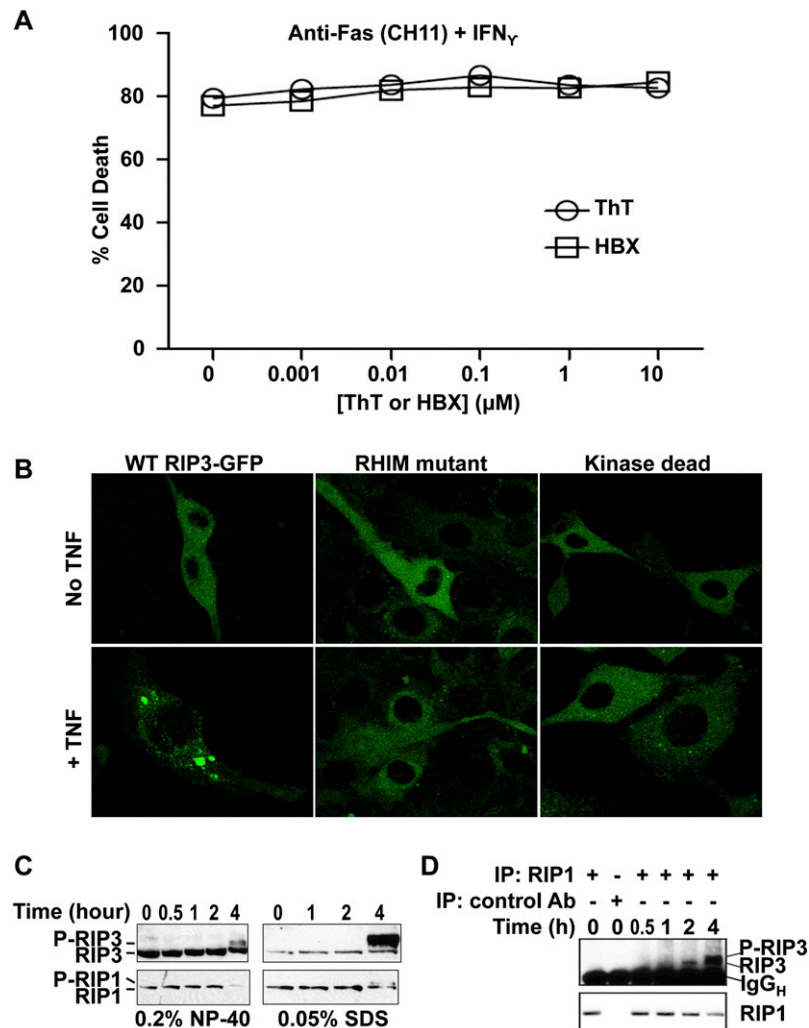 A
Anti-Fas (CH11) + IFNγ
100
80
60
40
20
0
% Cell Death
ThT
HBX
0 0.001 0.01 0.1 1 10
[ThT or HBX] (μM)
B
WT RIP3-GFP RHIM mutant Kinase dead
No TNF
+ TNF
C
Time (hour) 0 0.5 1 2 4 0 1 2 4
P-RIP3
RIP3
P-RIP1
RIP1
0.2% NP-40 0.05% SDS
D
IP: RIP1 + - + + + +
IP: control Ab - + - - - -
Time (h) 0 0 0.5 1 2 4
P-RIP3
RIP3
IgGH
RIP1